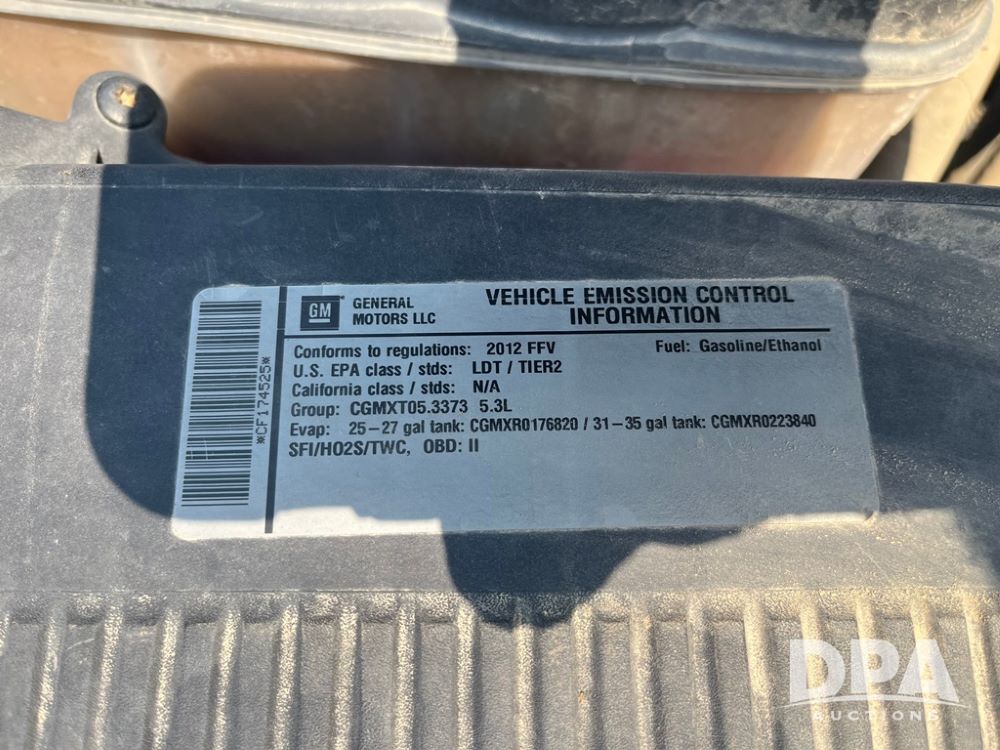 GM
GENERAL
MOTORS LLC
VEHICLE EMISSION CONTROL
INFORMATION
Conforms to regulations: 2012 FFV Fuel: Gasoline/Ethanol
U.S. EPA class / stds: LDT / TIER2
California class / stds: N/A
Group: CGMXT05.3373 5.3L
Evap: 25-27 gal tank: CGMXR0176820 / 31-35 gal tank: CGMXR0223840
SFI/HO2S/TWC, OBD: II
*CF174525*
DPA
AUCTIONS